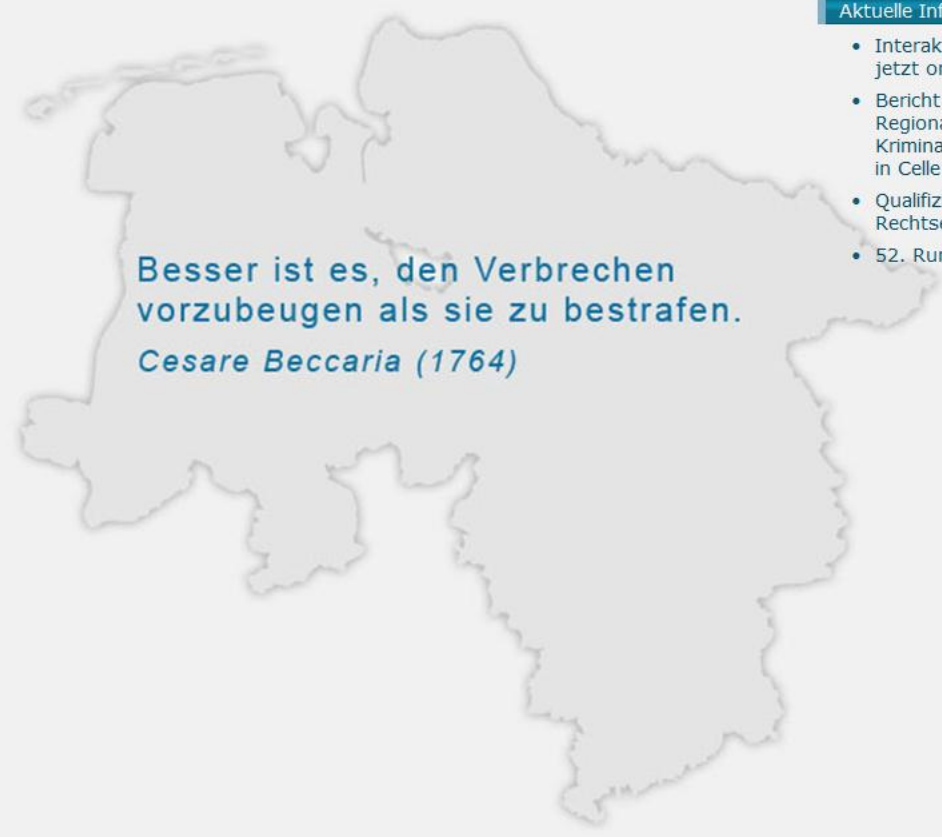 Besser ist es, den Verbrechen
vorzubeugen als sie zu bestrafen.
Cesare Beccaria (1764)
Aktuelle
jetzt
Bericht
in Celle
52.